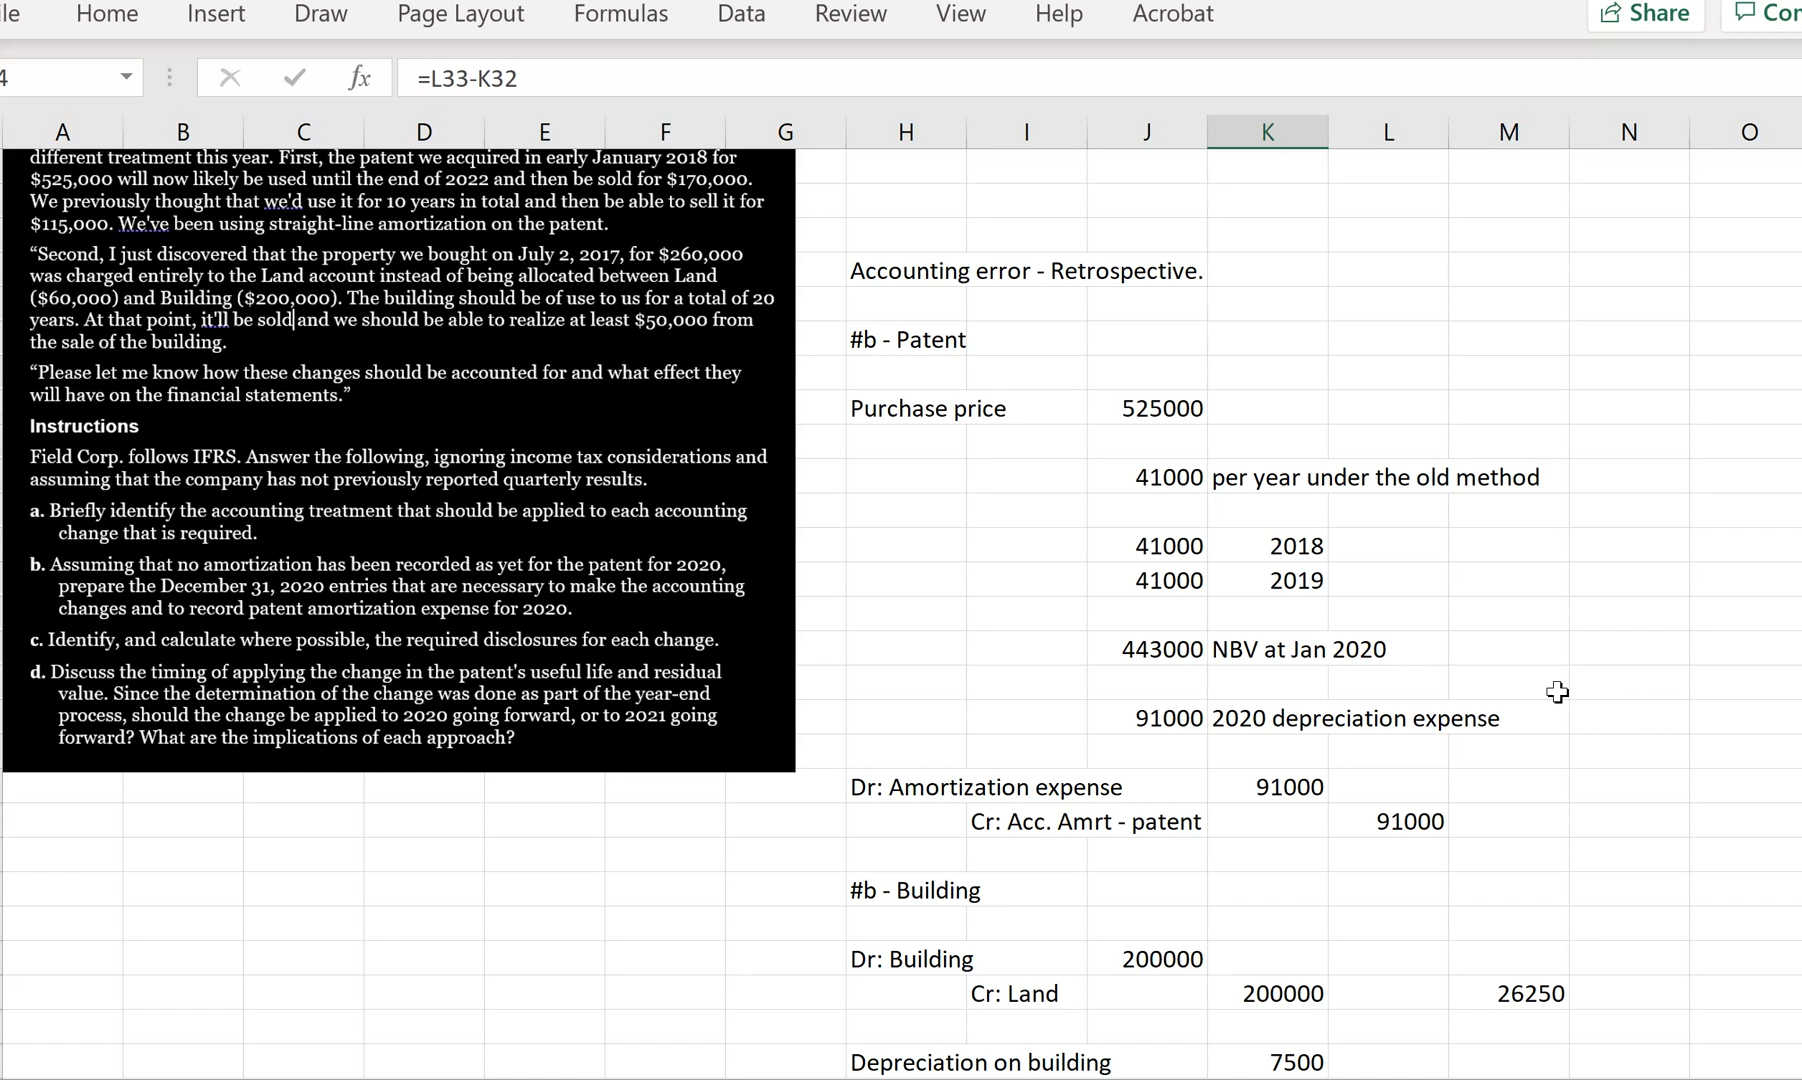 le Home Insert Draw Page Layout Formulas Data Review View Help Acrobat Share
4 fx =L33-K32
A B C D E F G H I J K L M N O
different treatment this year. First, the patent we acquired in early January 2018 for
$525,000 will now likely be used until the end of 2022 and then be sold for $170,000.
We previously thought that we'd use it for 10 years in total and then be able to sell it for
$115,000. We've been using straight-line amortization on the patent.
“Second, I just discovered that the property we bought on July 2, 2017, for $260,000
was charged entirely to the Land account instead of being allocated between Land
($60,000) and Building ($200,000). The building should be of use to us for a total of 20
years. At that point, it'll be sold and we should be able to realize at least $50,000 from
the sale of the building.
“Please let me know how these changes should be accounted for and what effect they
will have on the financial statements.”
Instructions
Field Corp. follows IFRS. Answer the following, ignoring income tax considerations and
assuming that the company has not previously reported quarterly results.
a. Briefly identify the accounting treatment that should be applied to each accounting
change that is required.
b. Assuming that no amortization has been recorded as yet for the patent for 2020,
prepare the December 31, 2020 entries that are necessary to make the accounting
changes and to record patent amortization expense for 2020.
c. Identify, and calculate where possible, the required disclosures for each change.
d. Discuss the timing of applying the change in the patent's useful life and residual
value. Since the determination of the change was done as part of the year-end
process, should the change be applied to 2020 going forward, or to 2021 going
forward? What are the implications of each approach?
Accounting error - Retrospective.
#b - Patent
Purchase price 525000
41000 per year under the old method
41000 2018
41000 2019
443000 NBV at Jan 2020
91000 2020 depreciation expense
Dr: Amortization expense 91000
Cr: Acc. Amrt - patent 91000
#b - Building
Dr: Building 200000
Cr: Land 200000 26250
Depreciation on building 7500